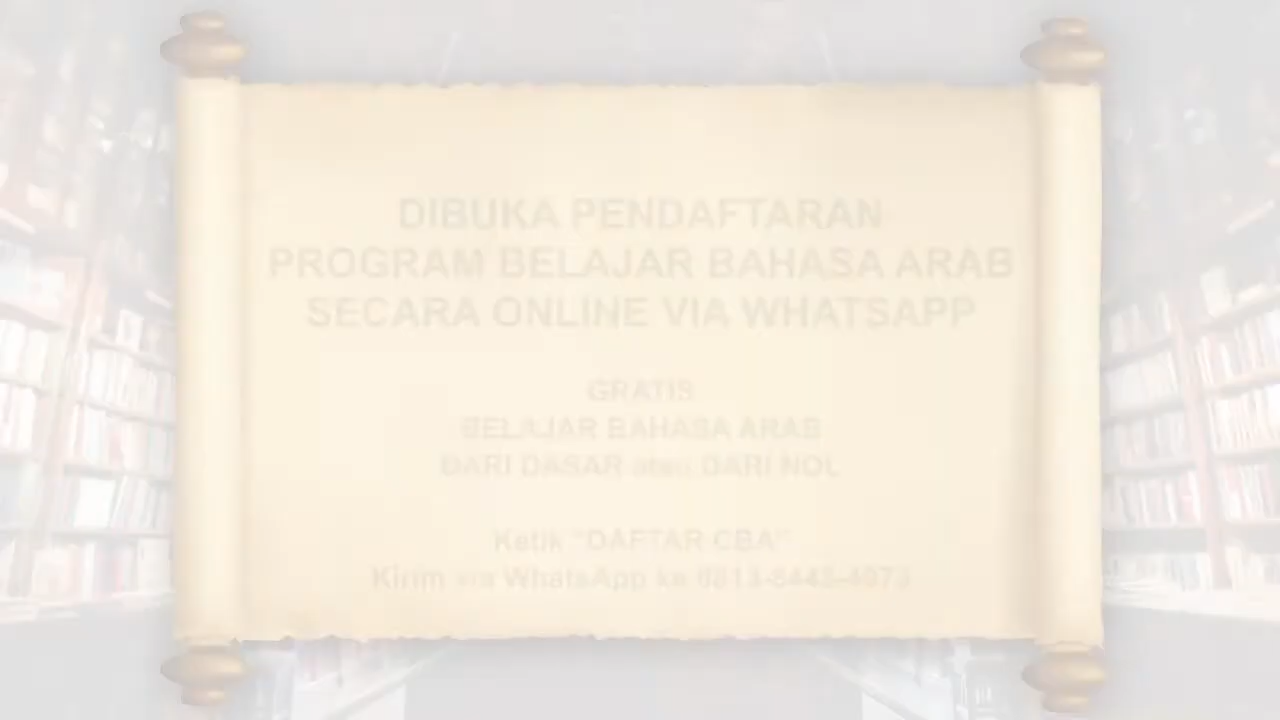 DIBUKA PENDAFTARAN
PROGRAM BELAJAR BAHASA ARAB
SECARA ONLINE VIA WHATSAPP
GRATIS
BELAJAR BAHASA ARAB
DARI DASAR atau DARI NOL
Ketik "DAFTAR CBA"
Kirim via WhatsApp ke